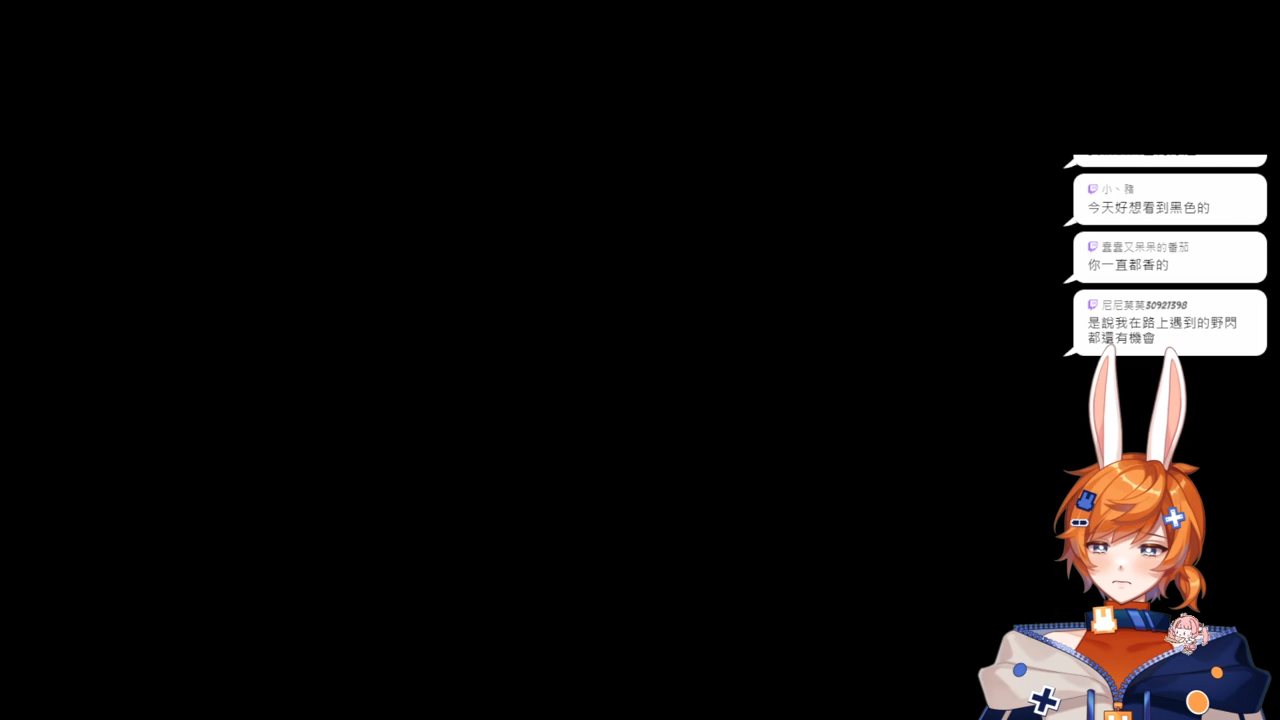 小丶豬
今天好想看到黑色的
蠢蠢又呆呆的番茄
你一直都香的
尼尼莫莫30921398
是說我在路上遇到的野閃
都還有機會